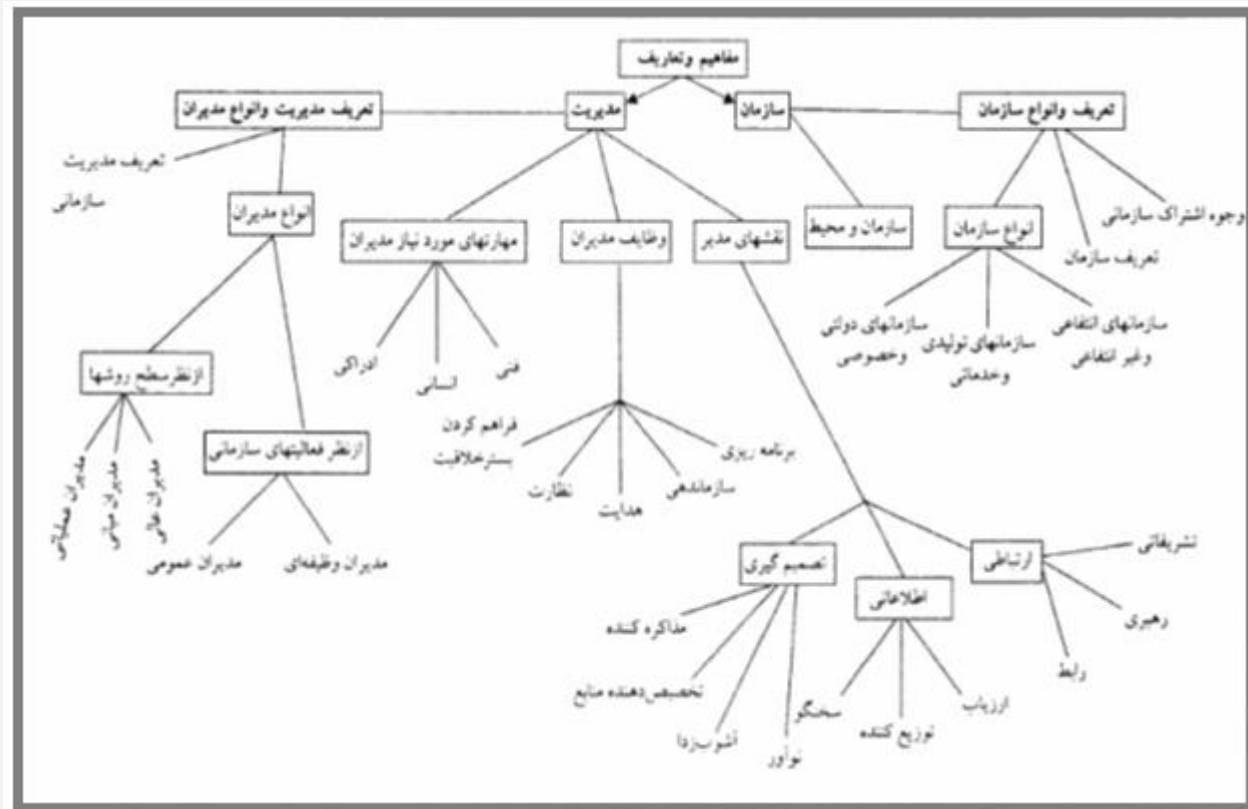 مفاهیم وتعاریف
تعریف وانواع سازمان
سازمان
مدیریت
تعریف مدیریت وانواع مدیران
تعریف مدیریت
سازمانی
وجوه اشتراک سازمانی
تعریف سازمان
انواع سازمان
سازمان و محیط
نقشهای مدیر
وظایف مدیران
مهارتهای مورد نیاز مدیران
انواع مدیران
سازمانهای انتفاعی
وغیر انتفاعی
سازمانهای تولیدی
وخدماتی
سازمانهای دولتی
وخصوصی
فنی
انسانی
ادراکی
ازنظرسطح روشها
مدیران عالی
مدیران میانی
مدیران عملیاتی
ازنظر فعالیتهای سازمانی
مدیران وظیفه‌ای
مدیران عمومی
برنامه ریزی
سازماندهی
هدایت
نظارت
فراهم کردن
بسترخلاقیت
ارتباطی
تشریفاتی
رهبری
رابط
اطلاعاتی
ارزیاب
توزیع کننده
سخنگو
تصمیم گیری
مذاکره کننده
تخصیص‌دهنده منابع
آشوب‌زدا
نوآور